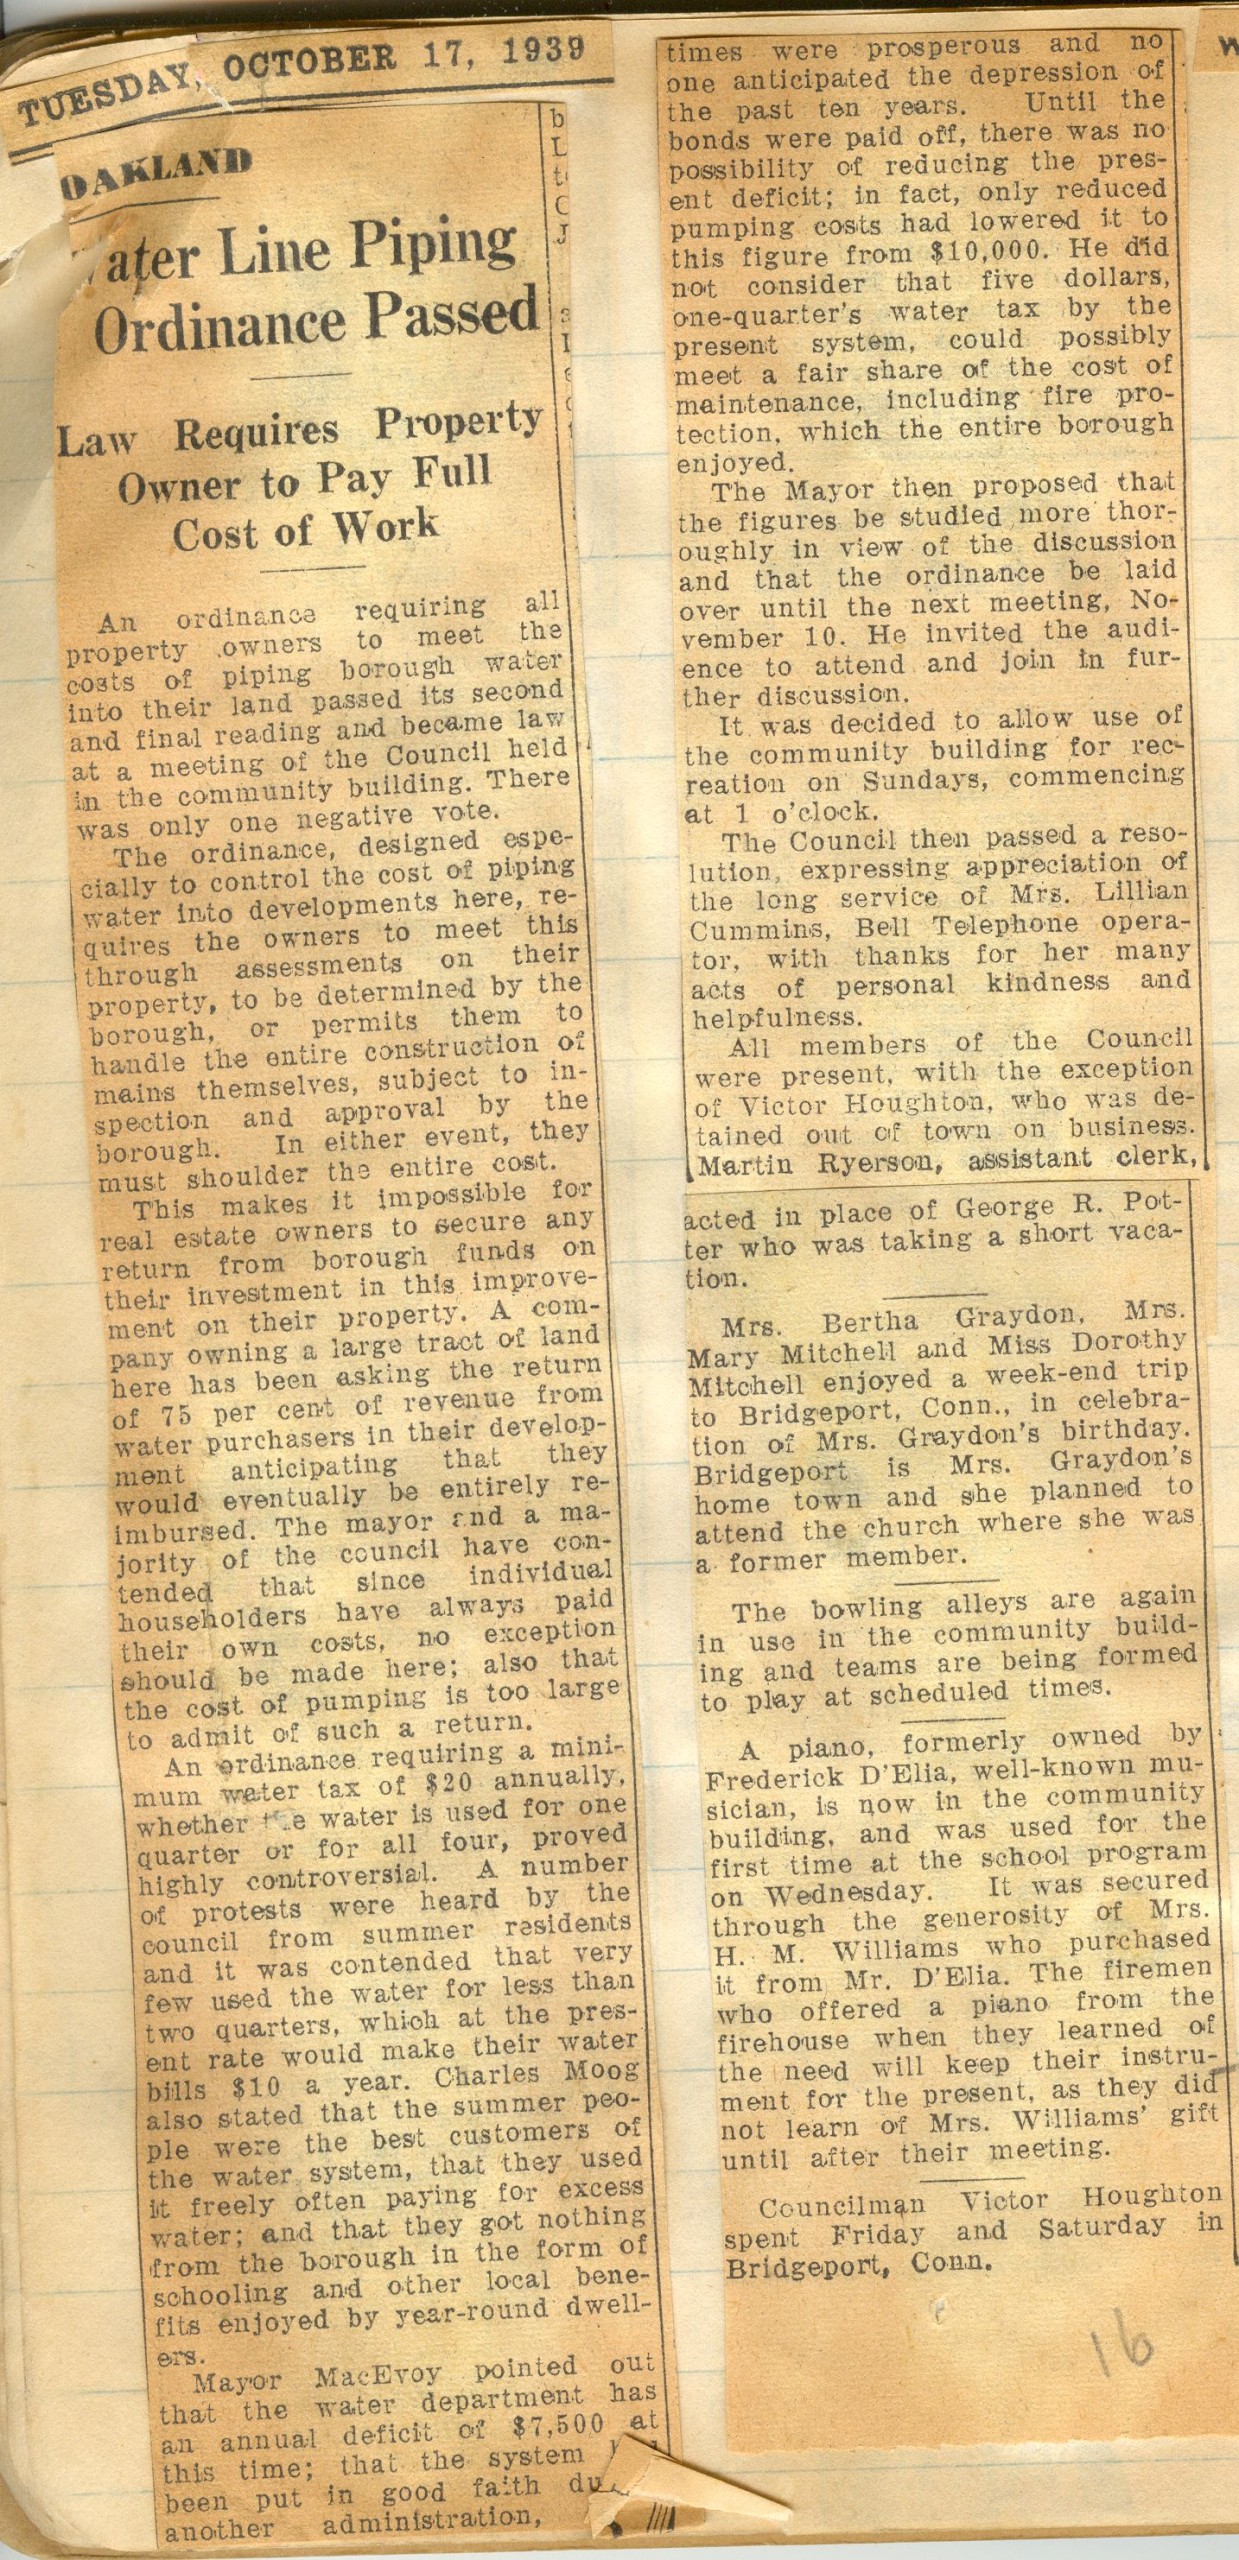 TUESDAY, OCTOBER 17, 1939
OAKLAND
ater Line Piping
Ordinance Passed
Law Requires Property
Owner to Pay Full
Cost of Work
An ordinance requiring all
property owners to meet the
costs of piping borough water
into their land passed its second
and final reading and became law
at a meeting of the Council held
in the community building. There
was only one negative vote.
The ordinance, designed espe-
cially to control the cost of piping
water into developments here, re-
quires the owners to meet this
through assessments on their
property, to be determined by the
borough, or permits them to
handle the entire construction of
mains themselves, subject to in-
spection and approval by the
borough. In either event, they
must shoulder the entire cost.
This makes it impossible for
real estate owners to secure any
return from borough funds on
their investment in this improve-
ment on their property. A com-
pany owning a large tract of land
here has been asking the return
of 75 per cent of revenue from
water purchasers in their develop-
ment anticipating that they
would eventually be entirely re-
imbursed. The mayor and a ma-
jority of the council have con-
tended that since individual
householders have always paid
their own costs, no exception
should be made here; also that
the cost of pumping is too large
to admit of such a return.
An ordinance requiring a mini-
mum water tax of $20 annually,
whether the water is used for one
quarter or for all four, proved
highly controversial. A number
of protests were heard by the
council from summer residents
and it was contended that very
few used the water for less than
two quarters, which at the pres-
ent rate would make their water
bills $10 a year. Charles Moog
also stated that the summer peo-
ple were the best customers of
the water system, that they used
it freely often paying for excess
water; and that they got nothing
from the borough in the form of
schooling and other local bene-
fits enjoyed by year-round dwell-
ers.
Mayor MacEvoy pointed out
that the water department has
an annual deficit of $7,500 at
this time; that the system
been put in good faith du
another administration,
times were prosperous and no
one anticipated the depression of
the past ten years. Until the
bonds were paid off, there was no
possibility of reducing the pres-
ent deficit; in fact, only reduced
pumping costs had lowered it to
this figure from $10,000. He did
not consider that five dollars,
one-quarter's water tax by the
present system, could possibly
meet a fair share of the cost of
maintenance, including fire pro-
tection, which the entire borough
enjoyed.
The Mayor then proposed that
the figures be studied more thor-
oughly in view of the discussion
and that the ordinance be laid
over until the next meeting, No-
vember 10. He invited the audi-
ence to attend and join in fur-
ther discussion.
It was decided to allow use of
the community building for rec-
reation on Sundays, commencing
at 1 o'clock.
The Council then passed a reso-
lution, expressing appreciation of
the long service of Mrs. Lillian
Cummins, Bell Telephone opera-
tor, with thanks for her many
acts of personal kindness and
helpfulness.
All members of the Council
were present, with the exception
of Victor Houghton, who was de-
tained out of town on business.
Martin Ryerson, assistant clerk,
acted in place of George R. Pot-
ter who was taking a short vaca-
tion.
Mrs. Bertha Graydon, Mrs.
Mary Mitchell and Miss Dorothy
Mitchell enjoyed a week-end trip
to Bridgeport, Conn., in celebra-
tion of Mrs. Graydon's birthday.
Bridgeport is Mrs. Graydon's
home town and she planned to
attend the church where she was
a former member.
The bowling alleys are again
in use in the community build-
ing and teams are being formed
to play at scheduled times.
A piano, formerly owned by
Frederick D'Elia, well-known mu-
sician, is now in the community
building, and was used for the
first time at the school program
on Wednesday. It was secured
through the generosity of Mrs.
H. M. Williams who purchased
it from Mr. D'Elia. The firemen
who offered a piano from the
firehouse when they learned of
the need will keep their instru-
ment for the present, as they did
not learn of Mrs. Williams' gift
until after their meeting.
Councilman Victor Houghton
spent Friday and Saturday in
Bridgeport, Conn.
16